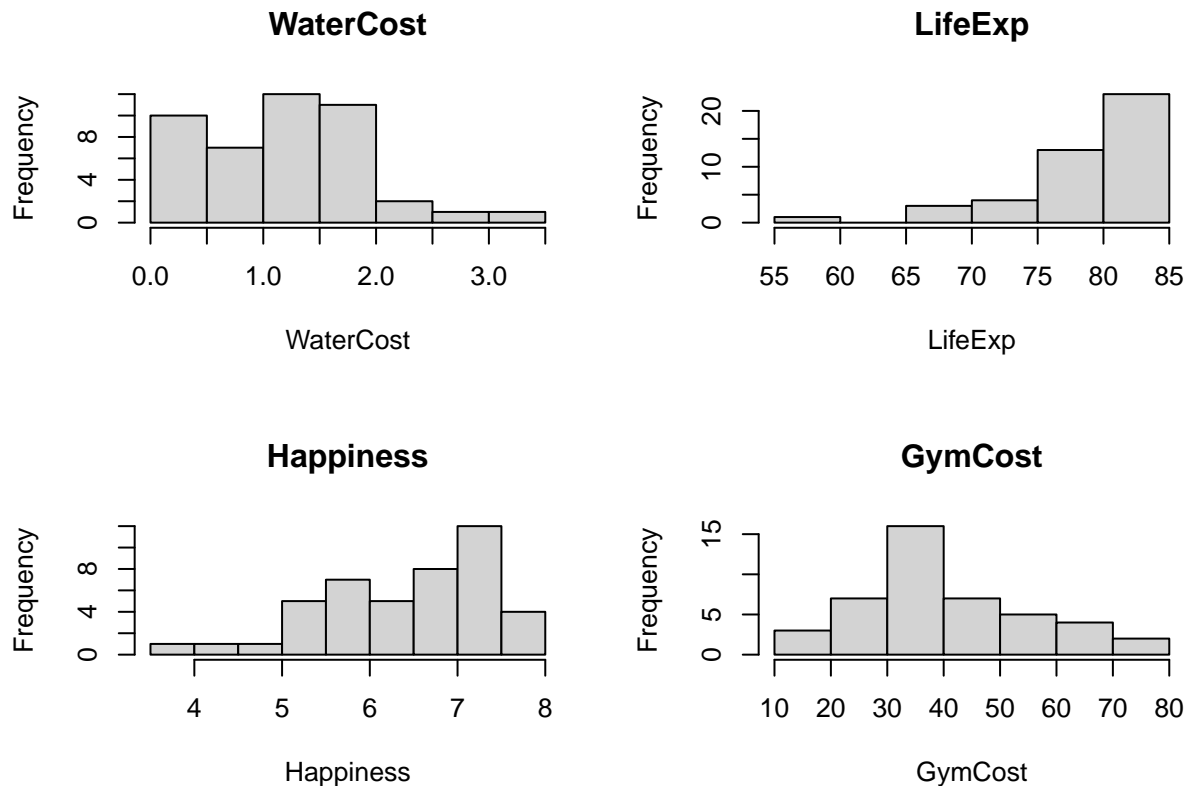 WaterCost
Frequency
0 4 8
0.0 1.0 2.0 3.0
WaterCost
LifeExp
Frequency
0 10 20
55 60 65 70 75 80 85
LifeExp
Happiness
Frequency
0 4 8
4 5 6 7 8
Happiness
GymCost
Frequency
0 5 15
10 20 30 40 50 60 70 80
GymCost